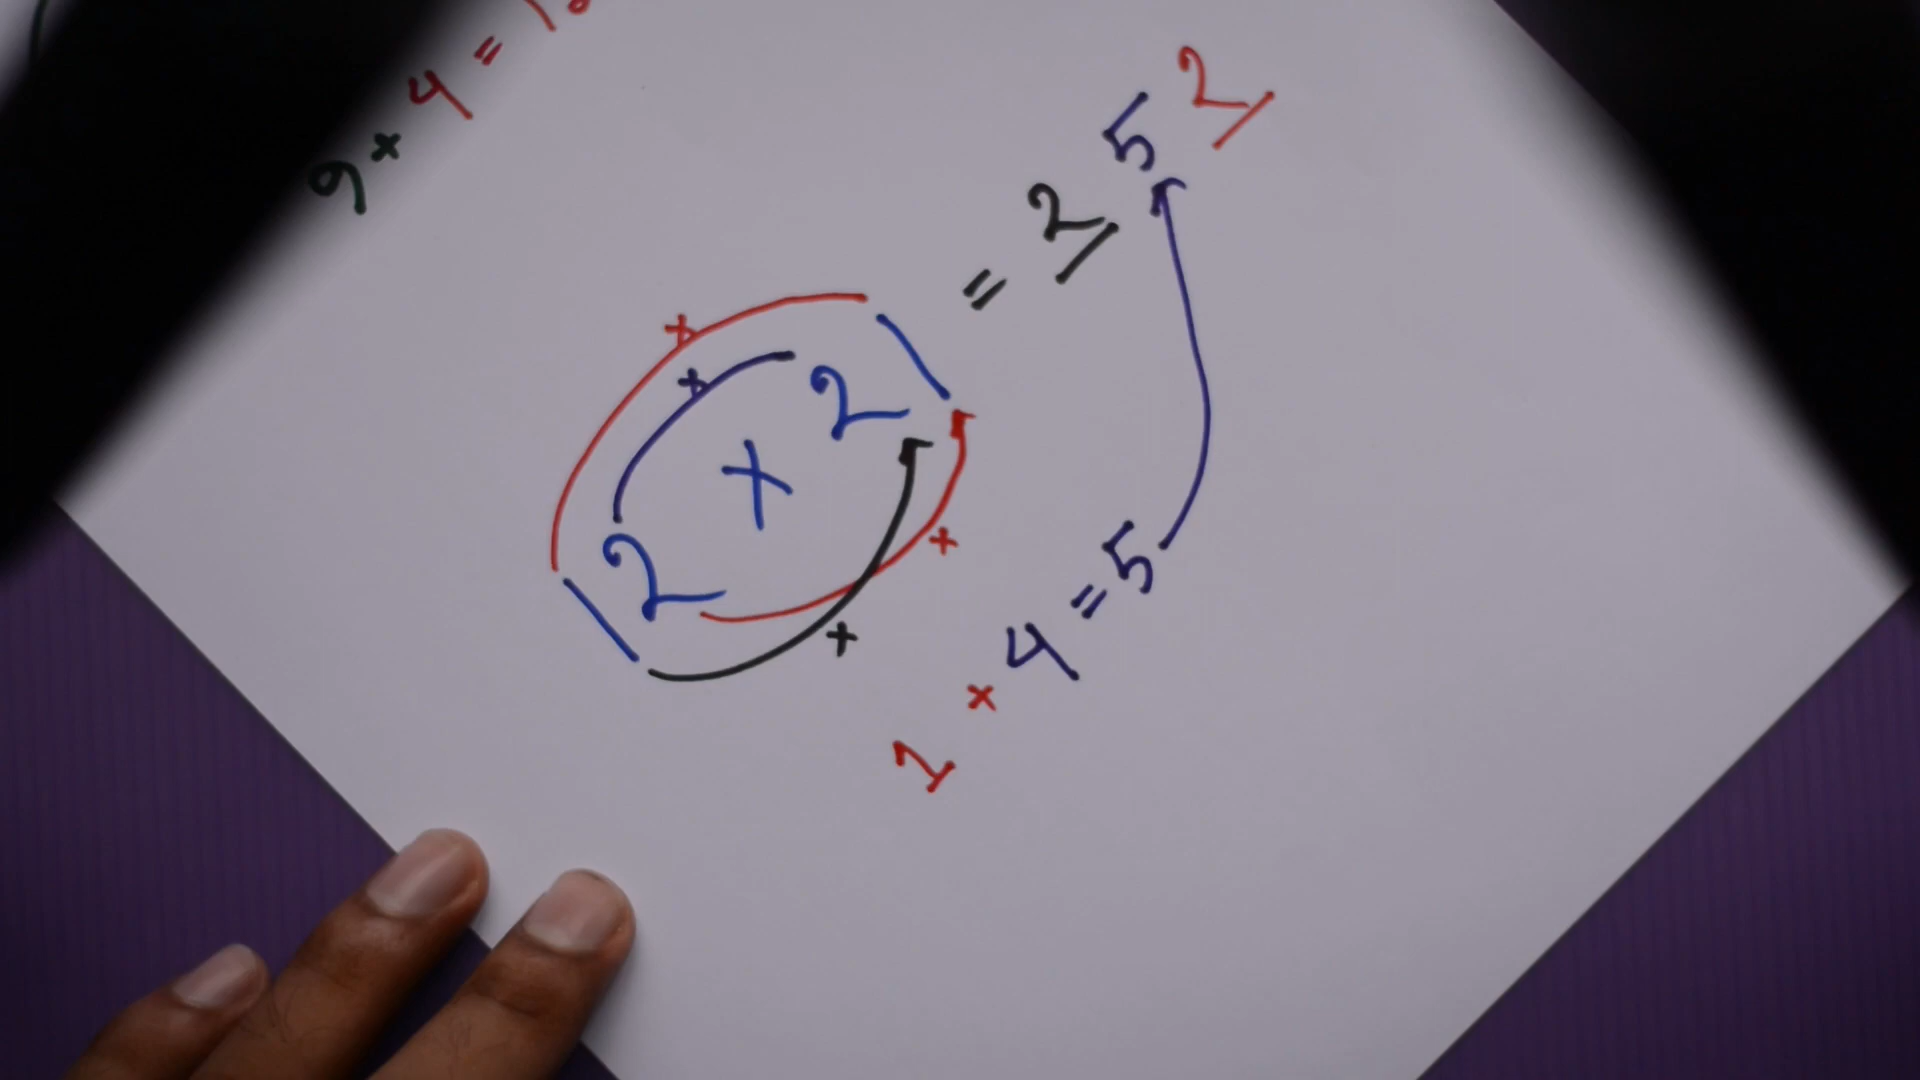 9 + 4 = 1
×
×
12 × 21 = 252
×
×
1 + 4 = 5